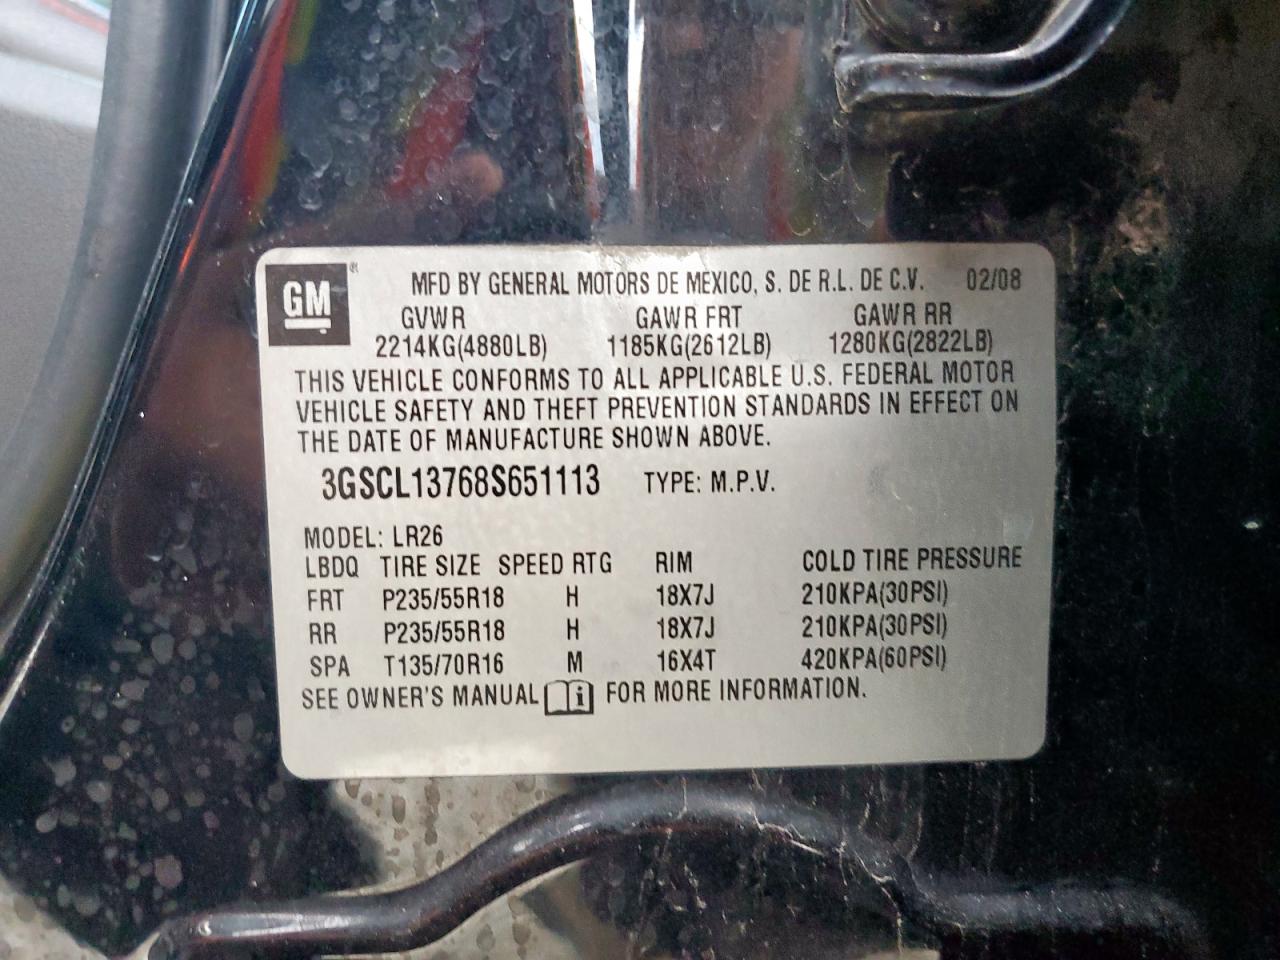 GM ®
MFD BY GENERAL MOTORS DE MEXICO, S. DE R.L. DE C.V. 02/08
GVWR GAWR FRT GAWR RR
2214KG(4880LB) 1185KG(2612LB) 1280KG(2822LB)
THIS VEHICLE CONFORMS TO ALL APPLICABLE U.S. FEDERAL MOTOR
VEHICLE SAFETY AND THEFT PREVENTION STANDARDS IN EFFECT ON
THE DATE OF MANUFACTURE SHOWN ABOVE.
3GSCL13768S651113 TYPE: M.P.V.
MODEL: LR26
LBDQ TIRE SIZE SPEED RTG RIM COLD TIRE PRESSURE
FRT P235/55R18 H 18X7J 210KPA(30PSI)
RR P235/55R18 H 18X7J 210KPA(30PSI)
SPA T135/70R16 M 16X4T 420KPA(60PSI)
SEE OWNER'S MANUAL i FOR MORE INFORMATION.